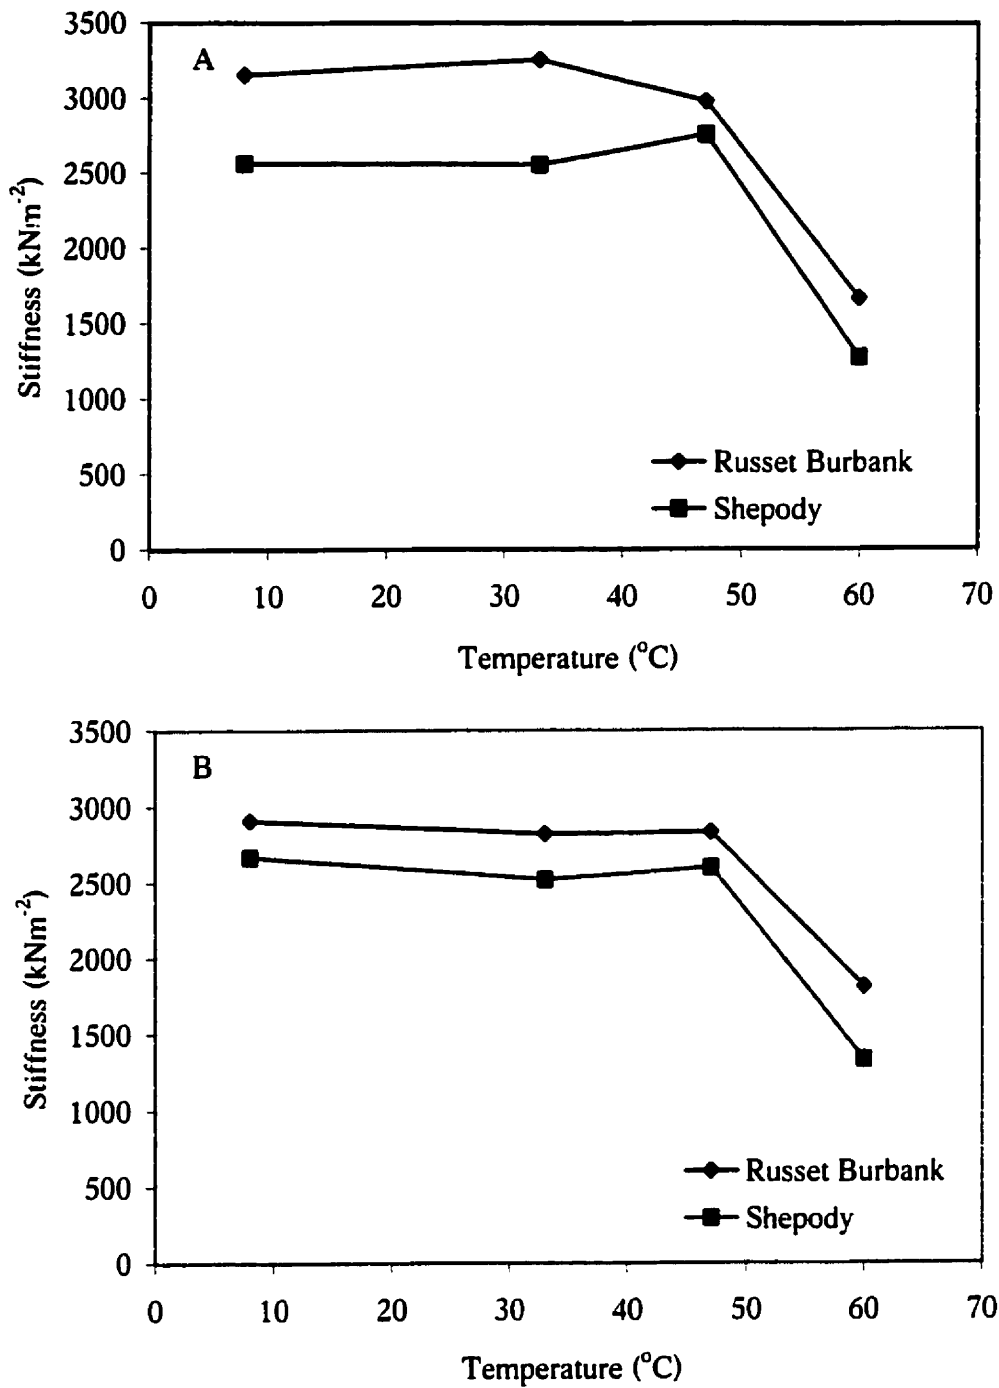 3500
A
3000
2500
2000
1500
1000
500
0
Stiffness (kNm-2)
Russet Burbank
Shepody
0 10 20 30 40 50 60 70
Temperature (°C)
3500
B
3000
2500
2000
1500
1000
500
0
Stiffness (kNm-2)
Russet Burbank
Shepody
0 10 20 30 40 50 60 70
Temperature (°C)